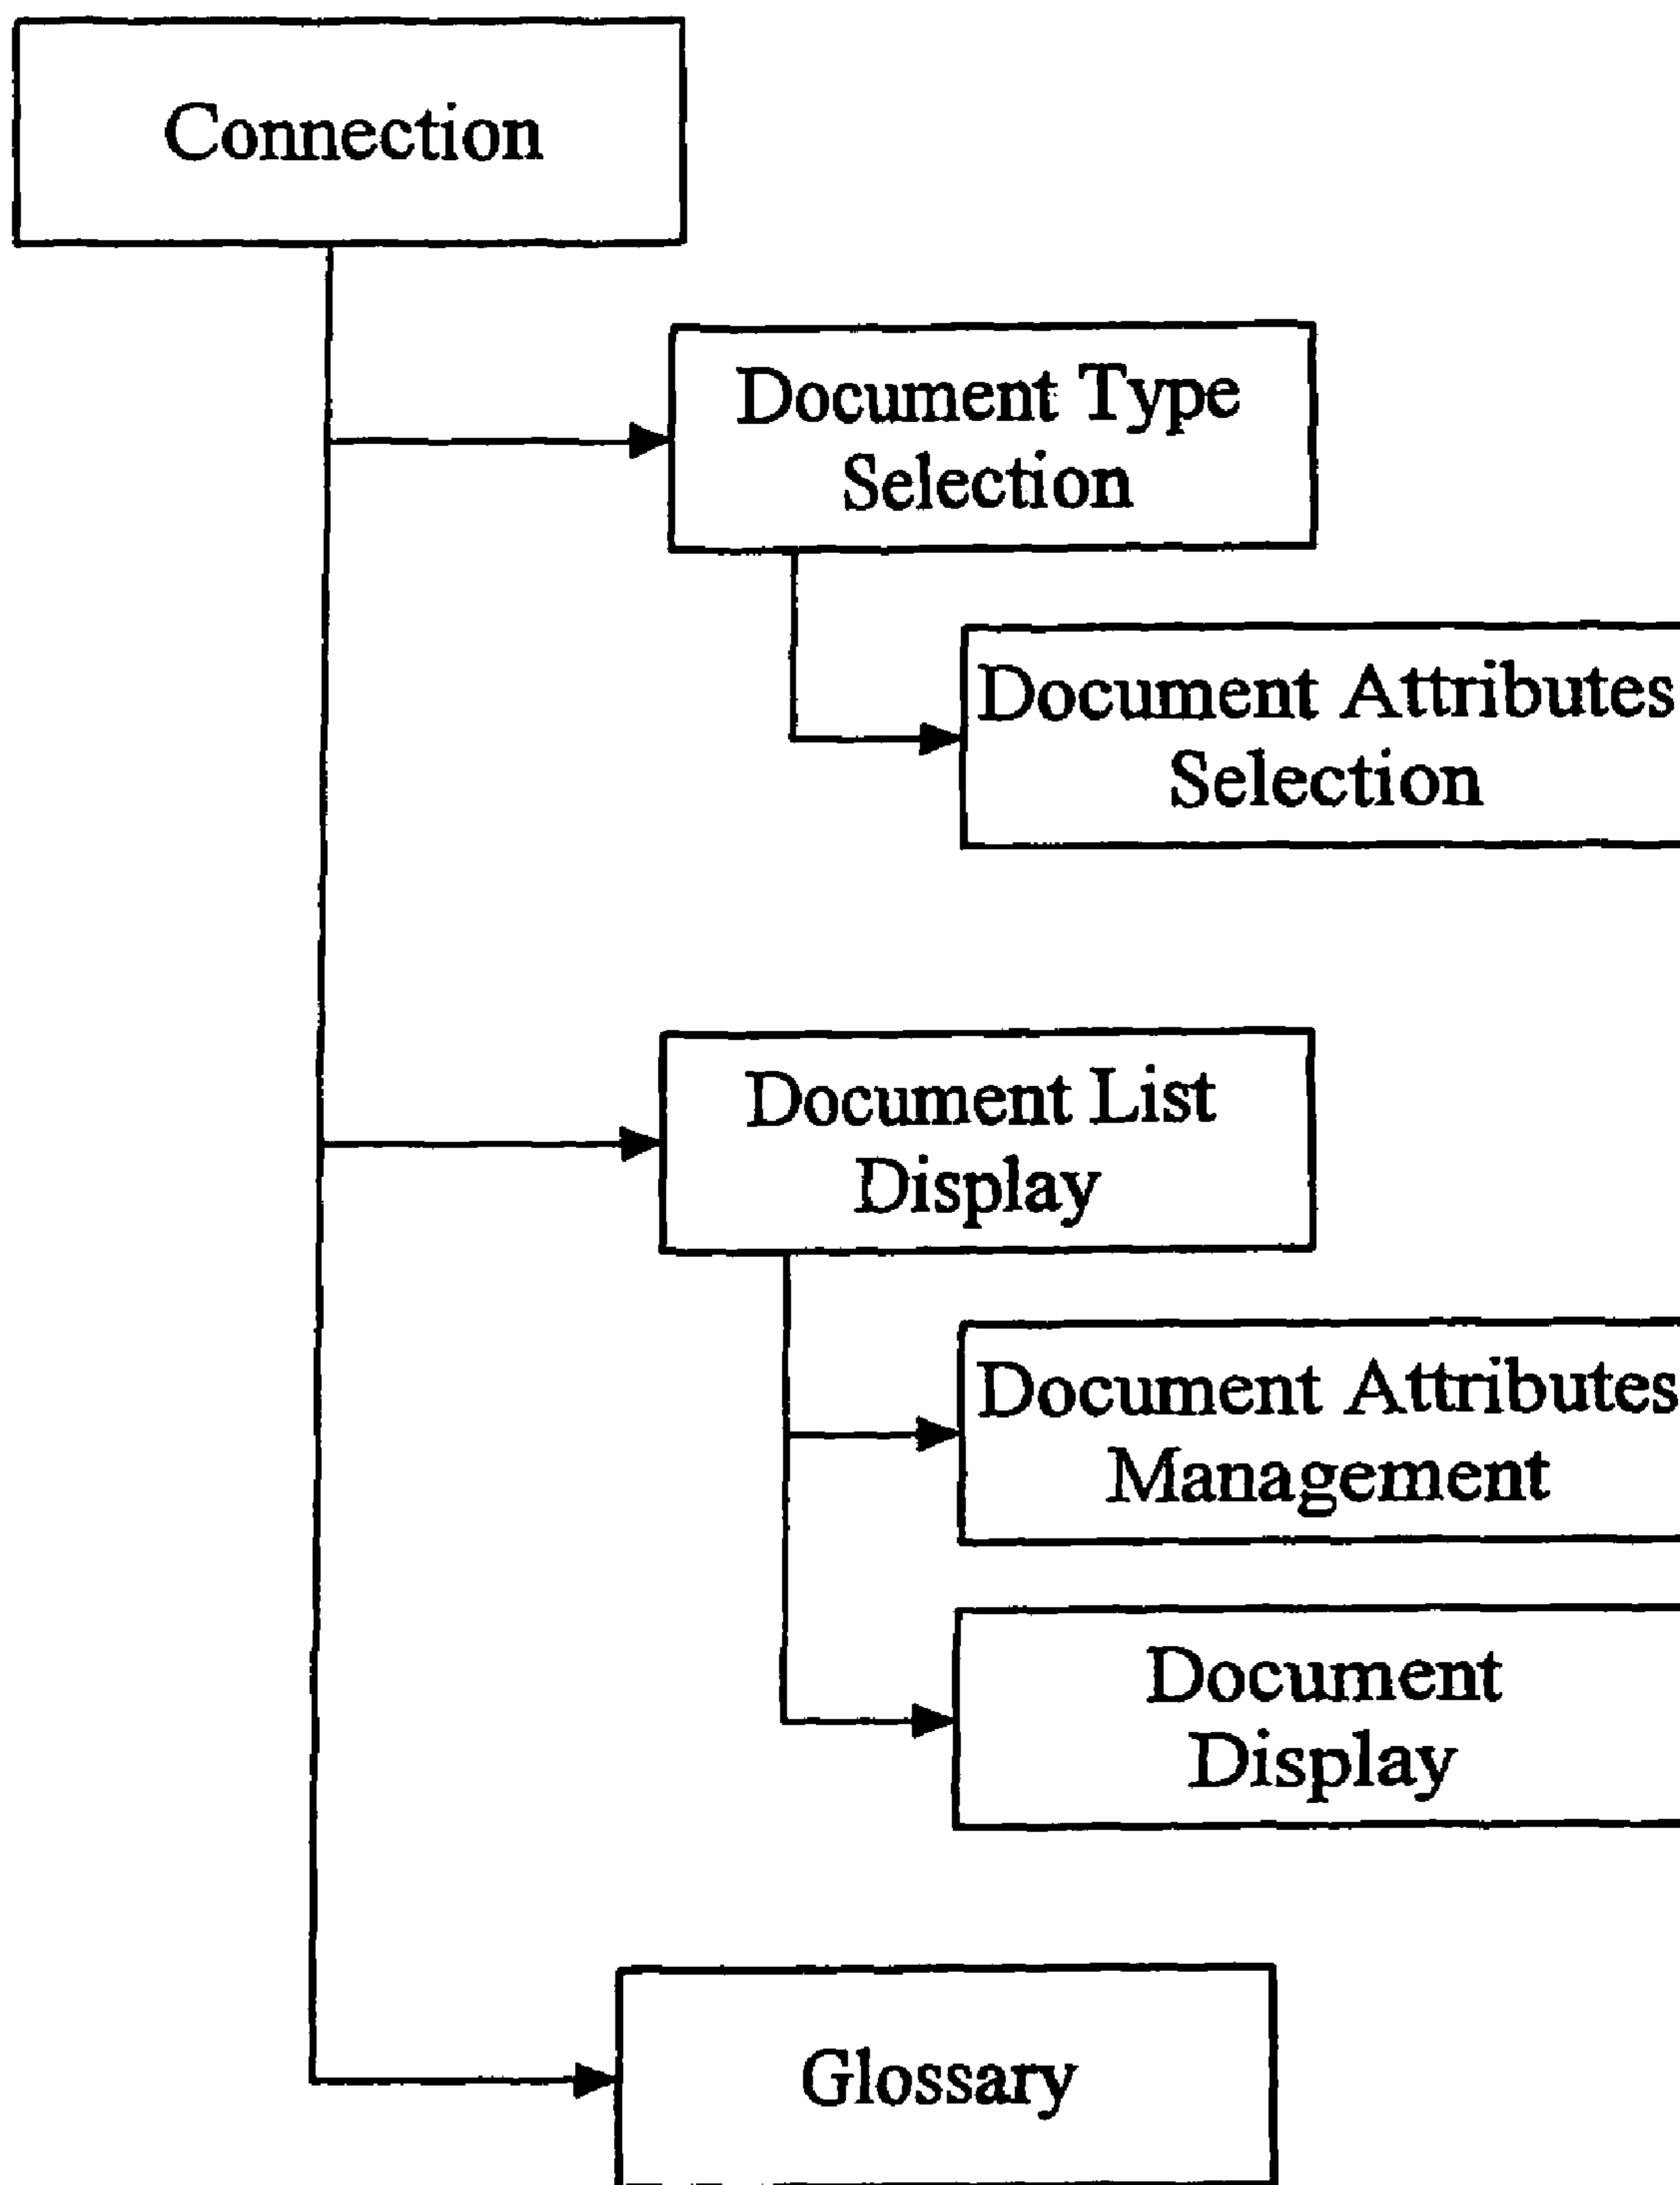 Connection
Document Type
Selection
Document Attributes
Selection
Document List
Display
Document Attributes
Management
Document
Display
Glossary